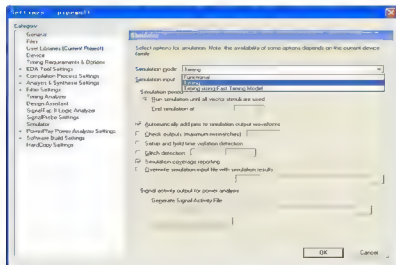 Settings - pipemult
Category:
General
Files
User Libraries (Current Project)
Device
Timing Requirements & Options
EDA Tool Settings
Compilation Process Settings
Analysis & Synthesis Settings
Fitter Settings
Timing Analyzer
Design Assistant
SignalTap II Logic Analyzer
SignalProbe Settings
Simulator
PowerPlay Power Analyzer Settings
Software Build Settings
HardCopy Settings
Simulator
Select options for simulations. Note: the availability of some options depends on the current device family.
Simulation mode: Timing
Functional
Timing
Timing using Fast Timing Model
Simulation input:
Simulation period
Run simulation until all vector stimuli are used
End simulation at:
Automatically add pins to simulation output waveforms
Check outputs
Setup and hold time violation detection
Glitch detection:
Simulation coverage reporting
Overwrite simulation input file with simulation results
Signal activity output for power analysis
Generate Signal Activity File:
OK
Cancel